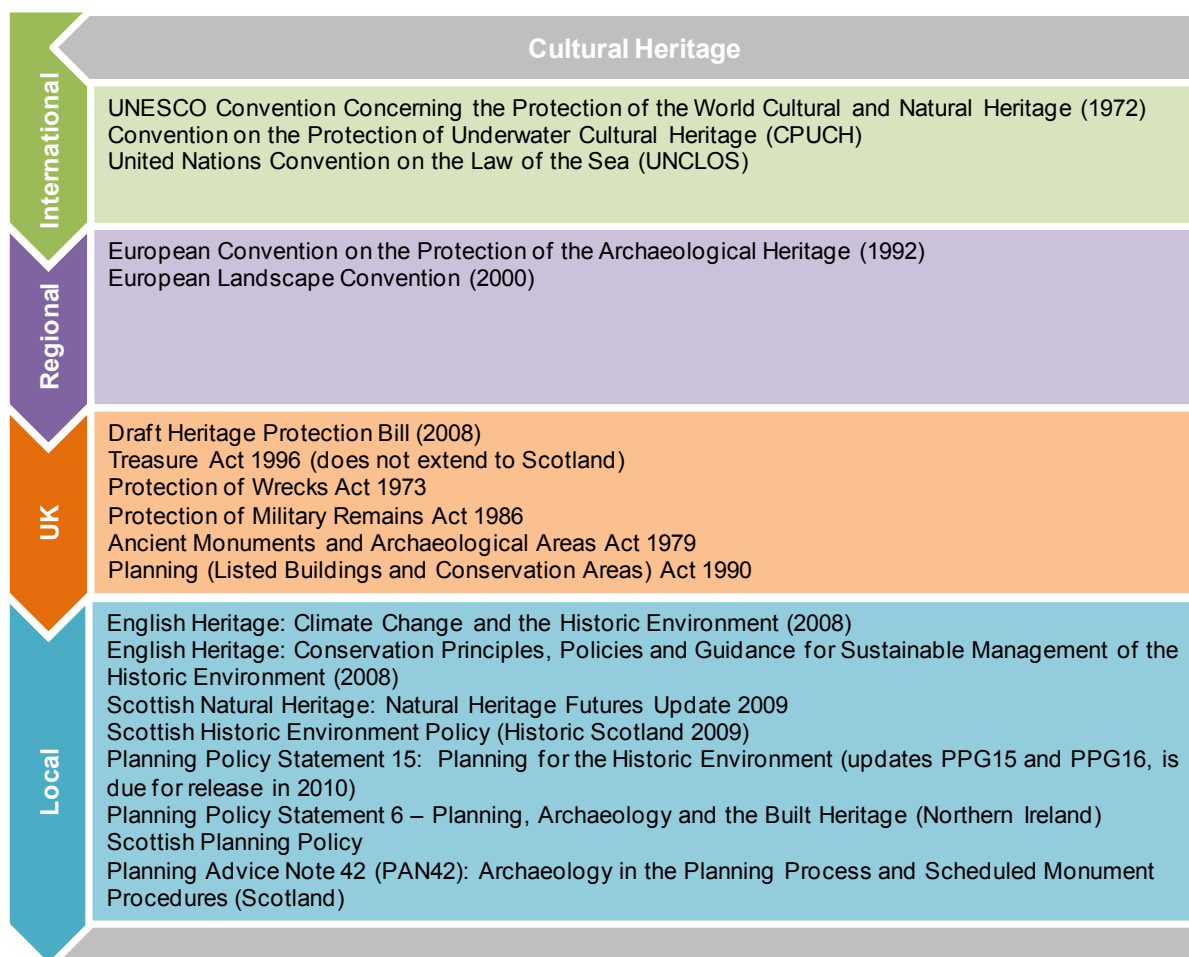 Cultural Heritage
International
UNESCO Convention Concerning the Protection of the World Cultural and Natural Heritage (1972)
Convention on the Protection of Underwater Cultural Heritage (CPUCH)
United Nations Convention on the Law of the Sea (UNCLOS)
Regional
European Convention on the Protection of the Archaeological Heritage (1992)
European Landscape Convention (2000)
UK
Draft Heritage Protection Bill (2008)
Treasure Act 1996 (does not extend to Scotland)
Protection of Wrecks Act 1973
Protection of Military Remains Act 1986
Ancient Monuments and Archaeological Areas Act 1979
Planning (Listed Buildings and Conservation Areas) Act 1990
Local
English Heritage: Climate Change and the Historic Environment (2008)
English Heritage: Conservation Principles, Policies and Guidance for Sustainable Management of the
Historic Environment (2008)
Scottish Natural Heritage: Natural Heritage Futures Update 2009
Scottish Historic Environment Policy (Historic Scotland 2009)
Planning Policy Statement 15: Planning for the Historic Environment (updates PPG15 and PPG16, is
due for release in 2010)
Planning Policy Statement 6 – Planning, Archaeology and the Built Heritage (Northern Ireland)
Scottish Planning Policy
Planning Advice Note 42 (PAN42): Archaeology in the Planning Process and Scheduled Monument
Procedures (Scotland)